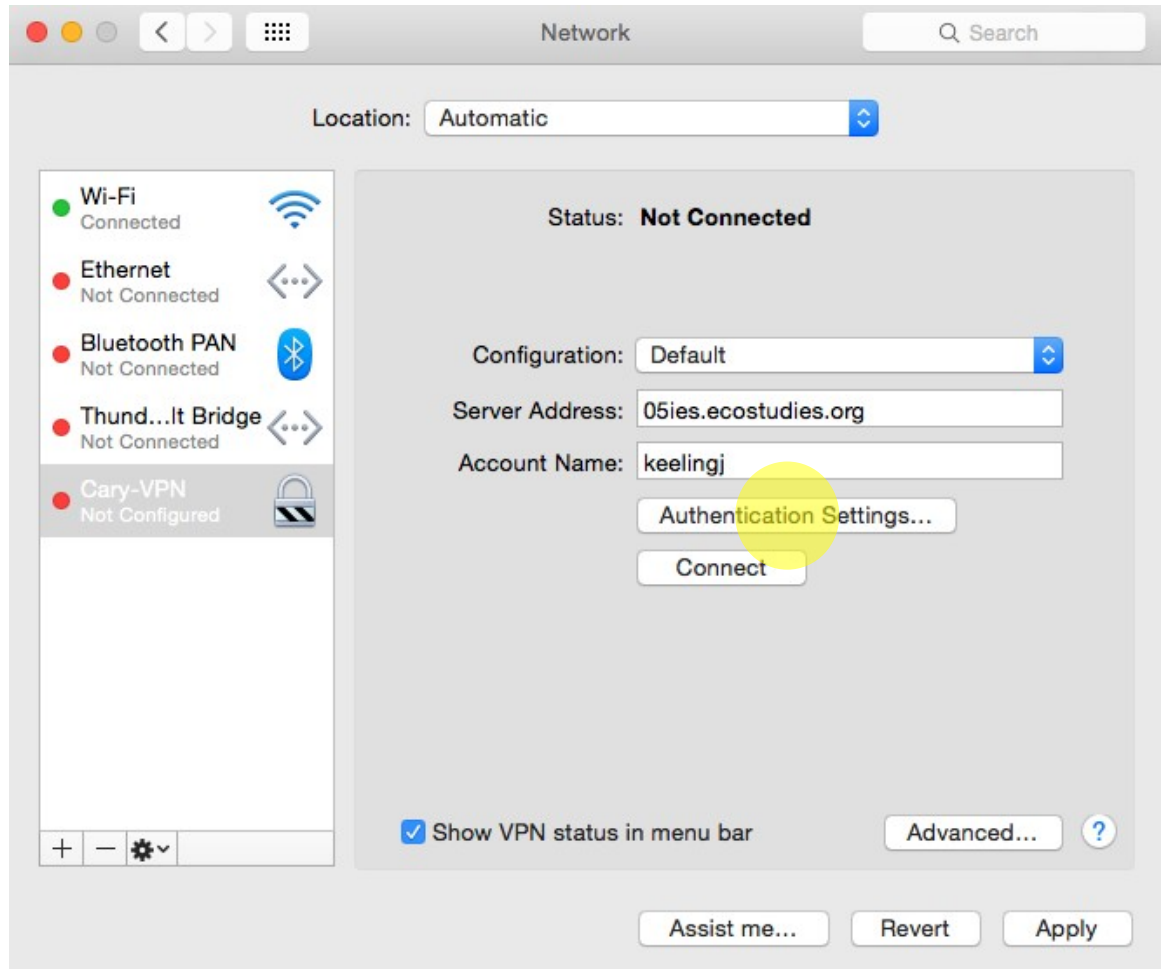 Network
Search
Location: Automatic
Wi-Fi
Connected
Ethernet
Not Connected
Bluetooth PAN
Not Connected
Thund...lt Bridge
Not Connected
Cary-VPN
Not Configured
Status: Not Connected
Configuration: Default
Server Address: 05ies.ecostudies.org
Account Name: keelingj
Authentication Settings...
Connect
Show VPN status in menu bar
Advanced...
?
Assist me...
Revert
Apply